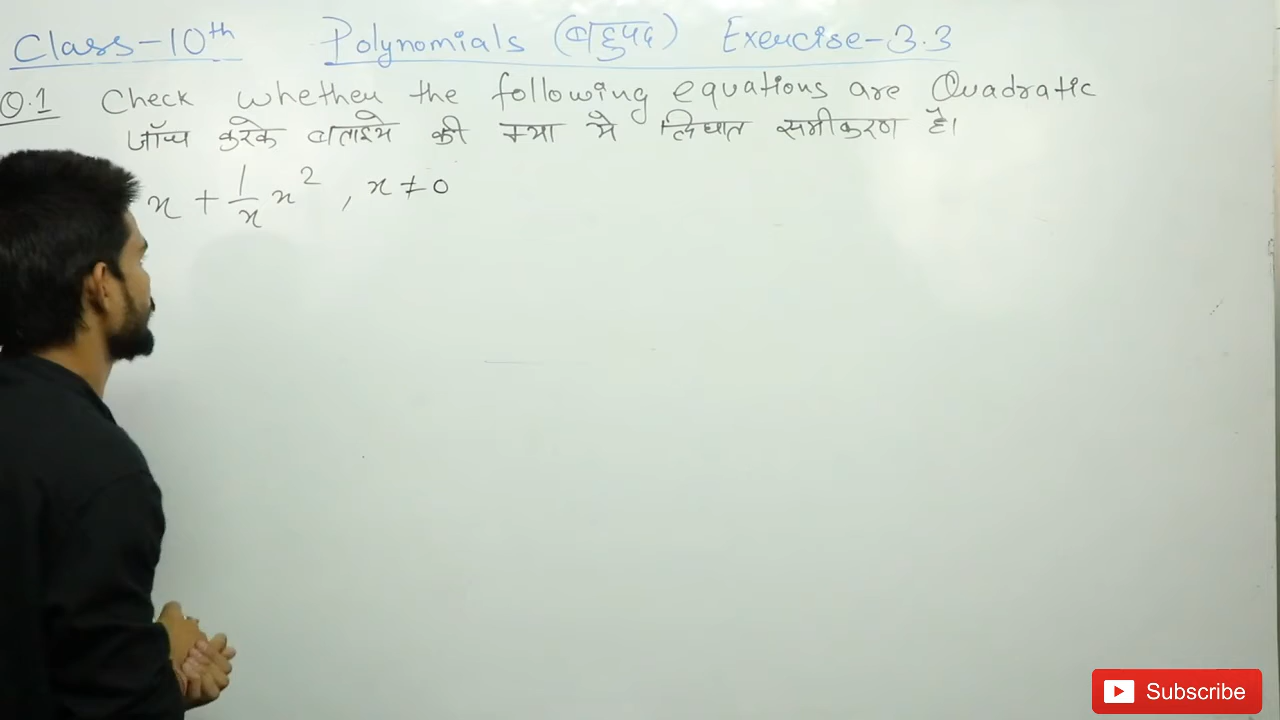 Class-10th Polynomials (बहुपद) Exercise-3.3
Q.1 Check whether the following equations are Quadratic
जाँच करके बताइये की क्या ये द्विघात समीकरण है।
x + 1/x x², x ≠ 0
Subscribe